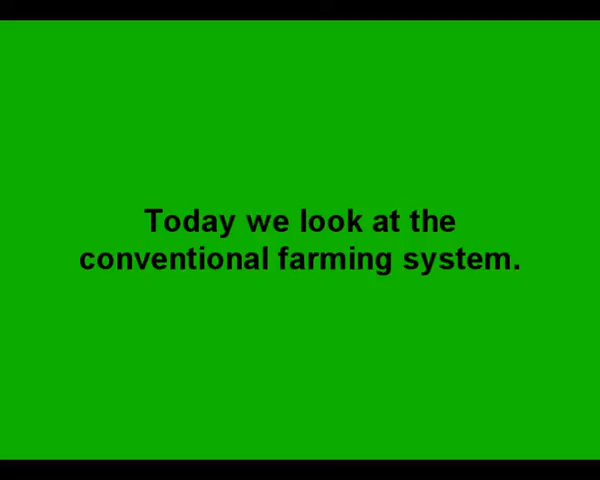 Today we look at the
conventional farming system.